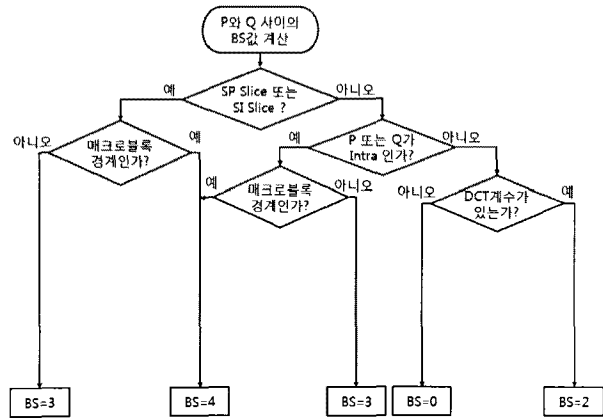 P와 Q 사이의
BS값 계산
예
SP Slice 또는
SI Slice ?
아니오
아니오
매크로블록
경계인가?
예
예
P 또는 Q가
Intra 인가?
아니오
예
매크로블록
경계인가?
아니오
아니오
DCT계수가
있는가?
예
BS=3
BS=4
BS=3
BS=0
BS=2